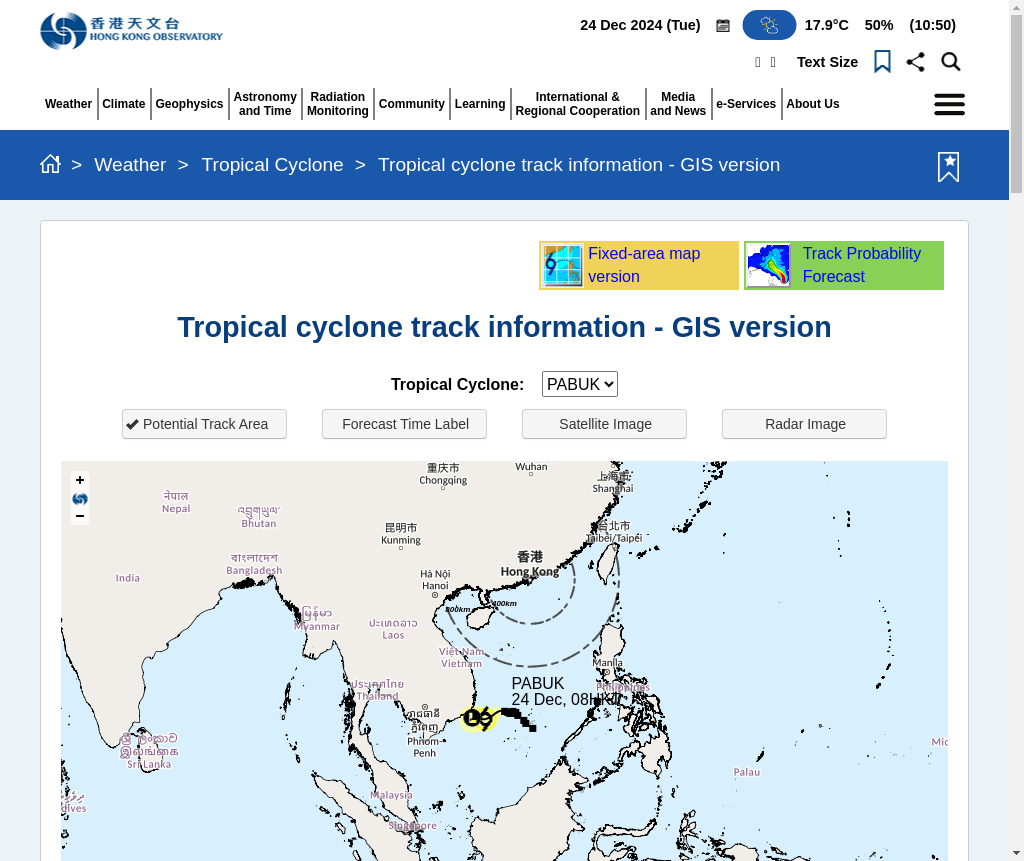 香港天文台
HONG KONG OBSERVATORY
24 Dec 2024 (Tue) 17.9°C 50% (10:50)
Text Size
Weather
Climate
Geophysics
Astronomy
and Time
Radiation
Monitoring
Community
Learning
International &
Regional Cooperation
Media
and News
e-Services
About Us
> Weather > Tropical Cyclone > Tropical cyclone track information - GIS version
Fixed-area map
version
Track Probability
Forecast
Tropical cyclone track information - GIS version
Tropical Cyclone: PABUK
Potential Track Area
Forecast Time Label
Satellite Image
Radar Image
+
−
重庆市
Chongqing
Wuhan
上海市
Shanghai
नेपाल
Nepal
འབྲུགཡུལ་
Bhutan
昆明市
Kunming
台北市
Taibei/Taipei
বাংলাদেশ
Bangladesh
香港
Hong Kong
India
Hà Nội
Hanoi
800km
400km
မြန်မာ
Myanmar
ປະເທດລາວ
Laos
Việt Nam
Vietnam
Manila
ประเทศไทย
Thailand
PABUK
24 Dec, 08HKT
Philippines
រាជធានី
ភ្នំពេញ
Phnom-
Penh
ශ්‍රී ලංකාව
இலங்கை
Sri Lanka
Palau
Mic
dives
Malaysia
Singapore